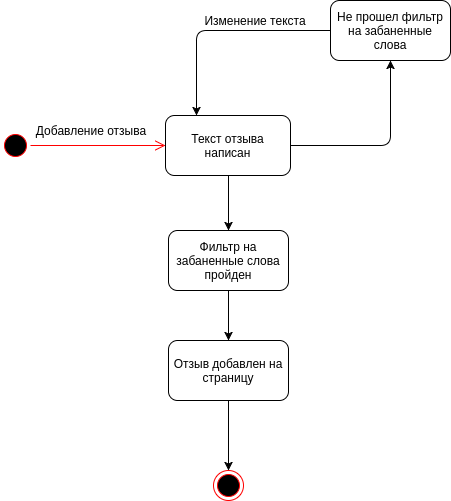 Изменение текста
Не прошел фильтр
на забаненные
слова
Добавление отзыва
Текст отзыва
написан
Фильтр на
забаненные слова
пройден
Отзыв добавлен на
страницу